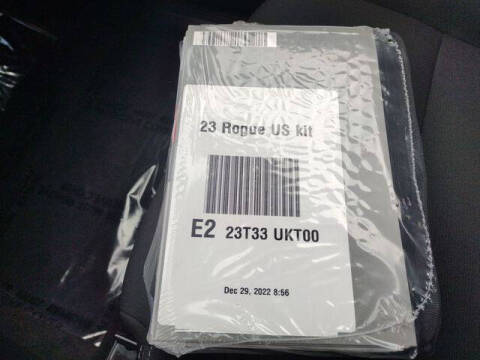 23 Rogue US kit
E2 23T33 UKT00
Dec 29, 2022 8:56